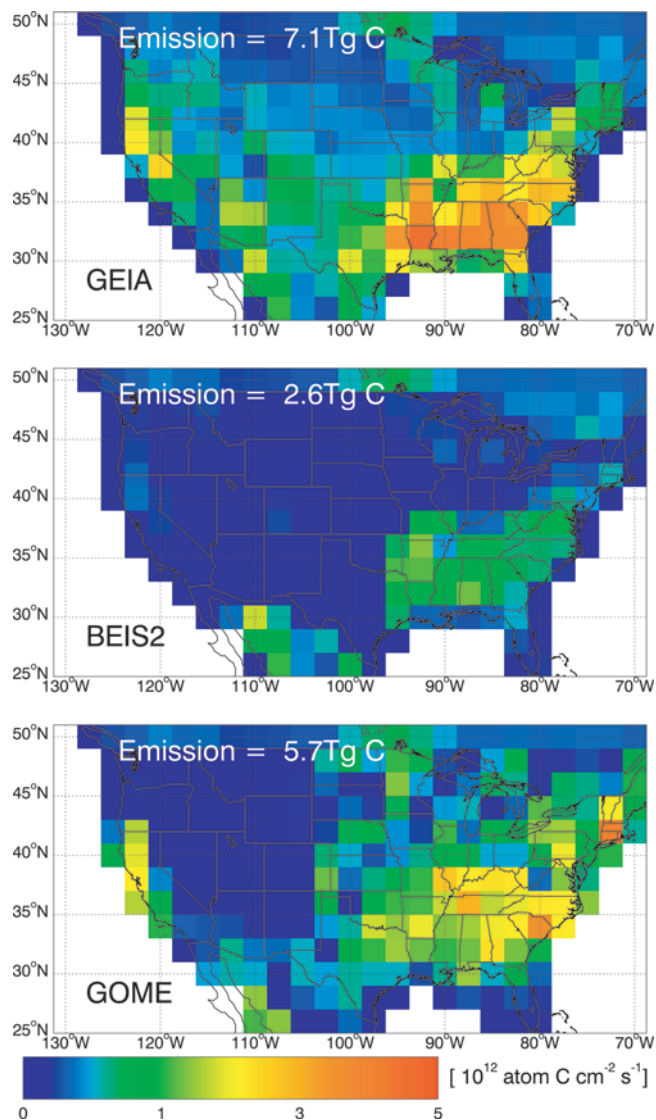 50°N
Emission = 7.1Tg C
45°N
40°N
35°N
30°N
GEIA
25°N
130°W 120°W 110°W 100°W 90°W 80°W 70°W
50°N
Emission = 2.6Tg C
45°N
40°N
35°N
30°N
BEIS2
25°N
130°W 120°W 110°W 100°W 90°W 80°W 70°W
50°N
Emission = 5.7Tg C
45°N
40°N
35°N
30°N
GOME
25°N
130°W 120°W 110°W 100°W 90°W 80°W 70°W
[ 10¹² atom C cm⁻² s⁻¹ ]
0 1 3 5